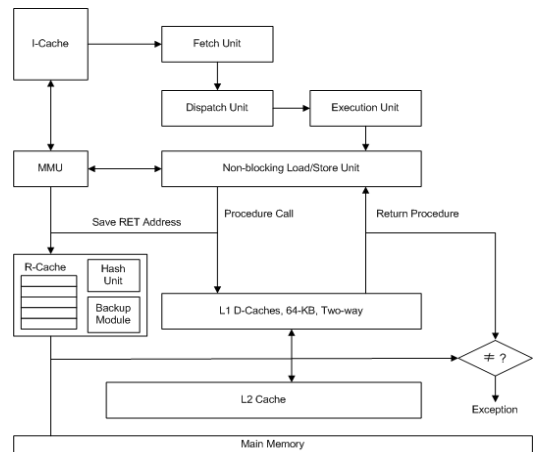 I-Cache
Fetch Unit
Dispatch Unit
Execution Unit
MMU
Non-blocking Load/Store Unit
Save RET Address
Procedure Call
Return Procedure
R-Cache
Hash
Unit
Backup
Module
L1 D-Caches, 64-KB, Two-way
≠ ?
L2 Cache
Exception
Main Memory